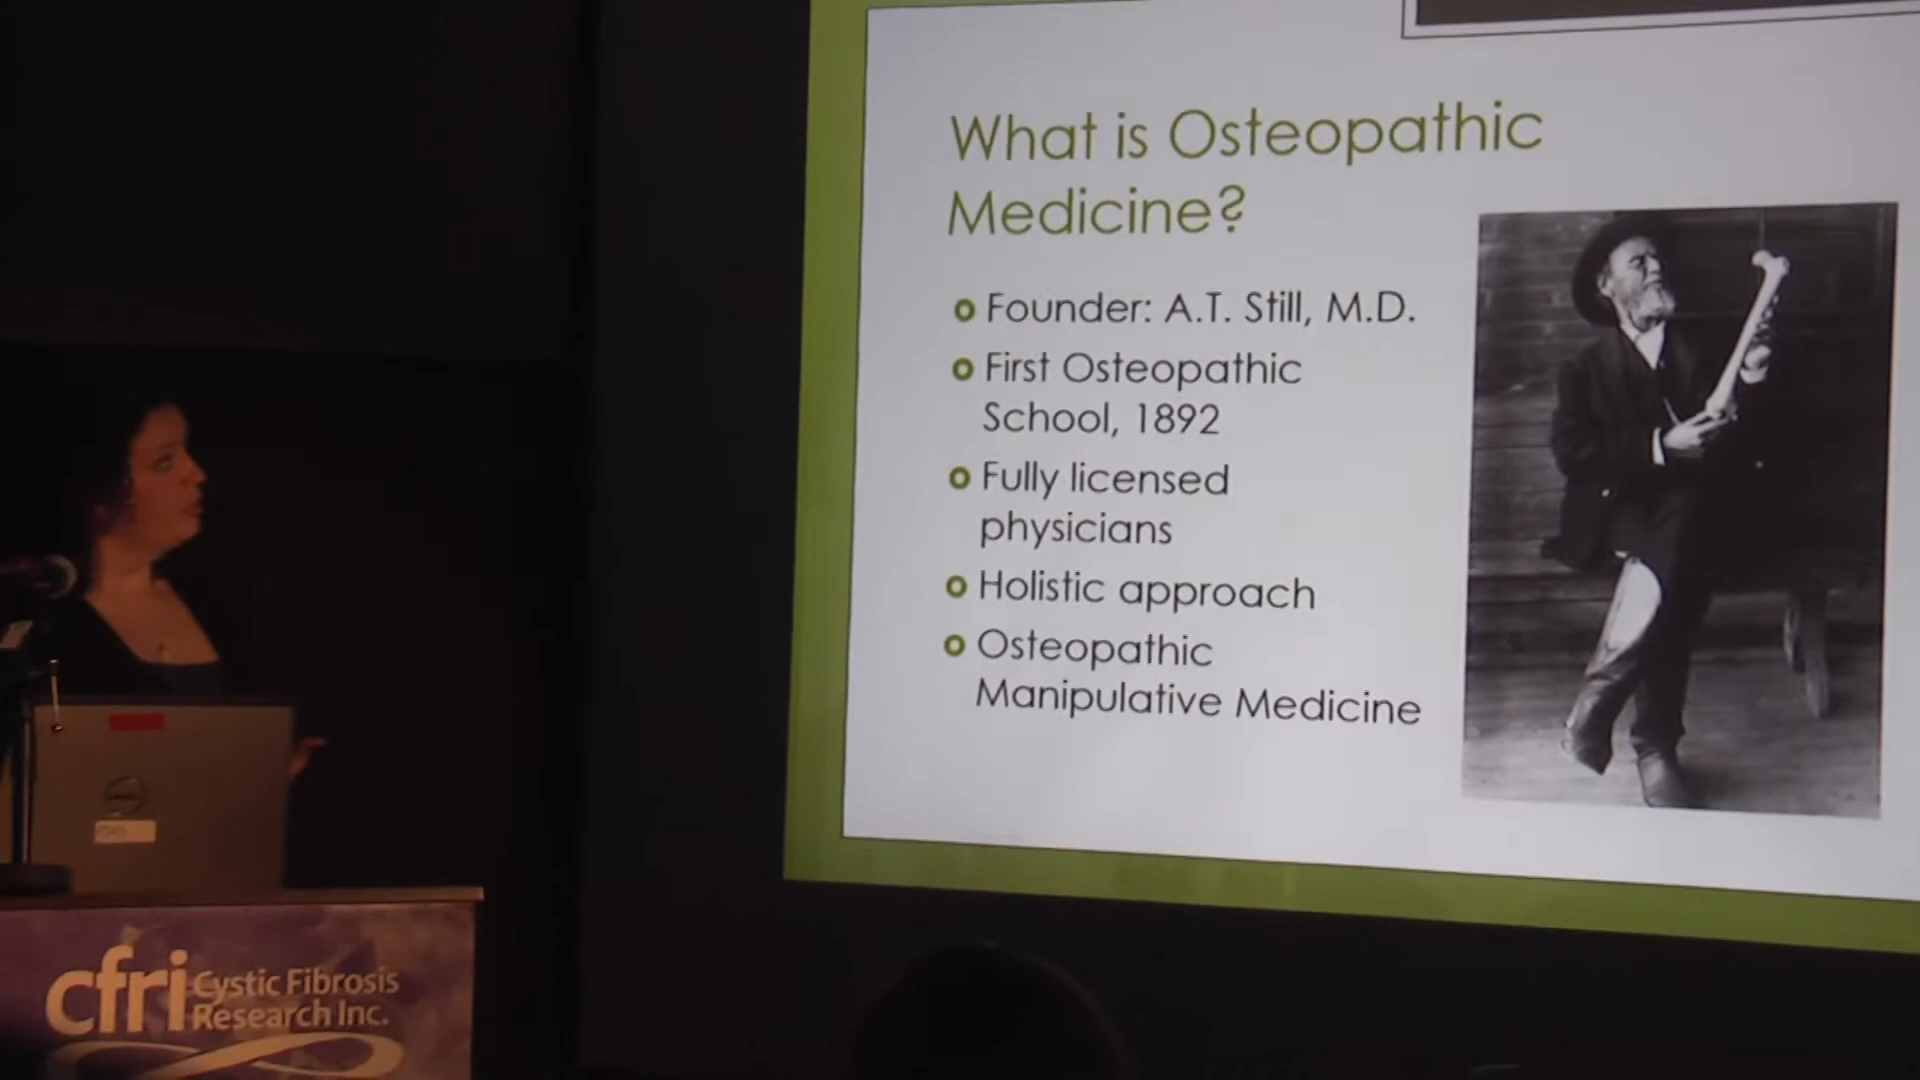 What is Osteopathic
Medicine?
Founder: A.T. Still, M.D.
First Osteopathic
School, 1892
Fully licensed
physicians
Holistic approach
Osteopathic
Manipulative Medicine
cfri Cystic Fibrosis
Research Inc.